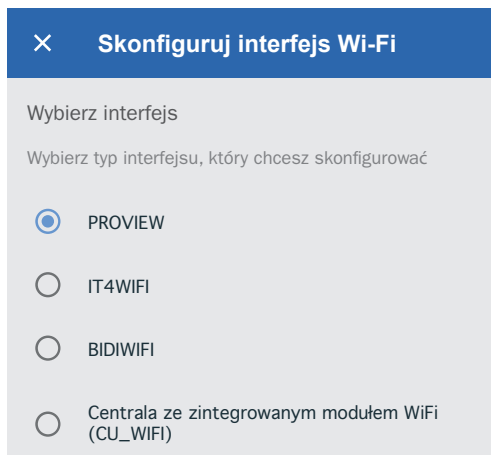 Skonfiguruj interfejs Wi-Fi
Wybierz interfejs
Wybierz typ interfejsu, który chcesz skonfigurować
PROVIEW
IT4WIFI
BIDIWIFI
Centrala ze zintegrowanym modułem WiFi
(CU_WIFI)